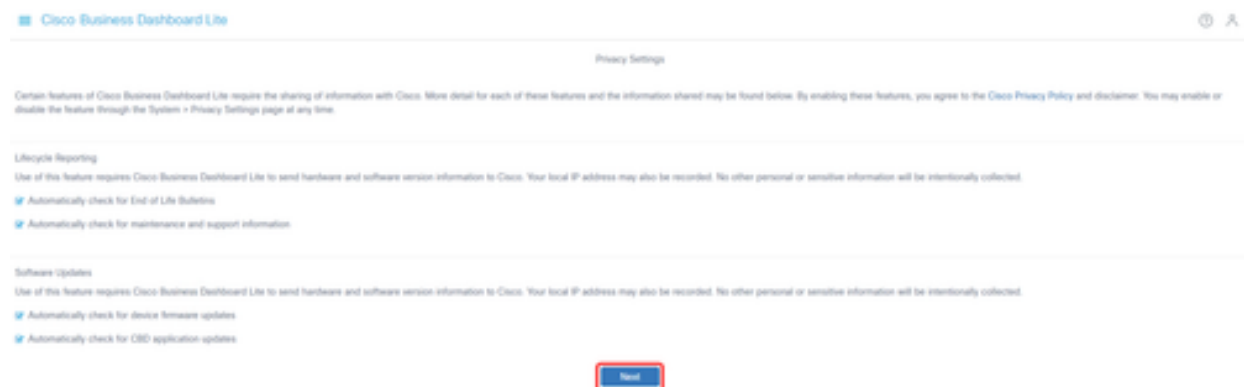 Cisco Business Dashboard Lite
Privacy Settings
Certain features of Cisco Business Dashboard Lite require the sharing of information with Cisco. More detail for each of these features and the information shared may be found below. By enabling these features, you agree to the Cisco Privacy Policy and disclaimer. You may enable or
disable the feature through the System > Privacy Settings page at any time.
Lifecycle Reporting
Use of this feature requires Cisco Business Dashboard Lite to send hardware and software version information to Cisco. Your local IP address may also be recorded. No other personal or sensitive information will be intentionally collected.
Automatically check for End of Life Bulletins
Automatically check for maintenance and support information
Software Updates
Use of this feature requires Cisco Business Dashboard Lite to send hardware and software version information to Cisco. Your local IP address may also be recorded. No other personal or sensitive information will be intentionally collected.
Automatically check for device firmware updates
Automatically check for CBD application updates
Next